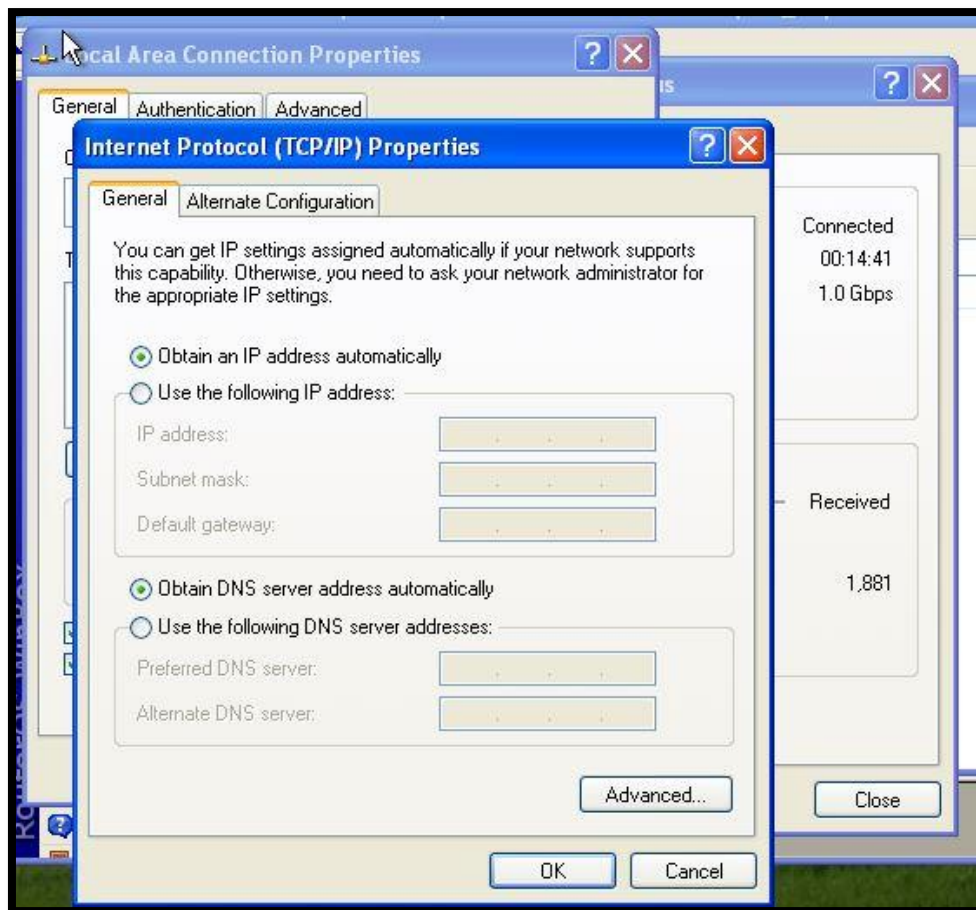 Local Area Connection Properties
General Authentication Advanced
Internet Protocol (TCP/IP) Properties
General Alternate Configuration
You can get IP settings assigned automatically if your network supports
this capability. Otherwise, you need to ask your network administrator for
the appropriate IP settings.
Obtain an IP address automatically
Use the following IP address:
IP address:
Subnet mask:
Default gateway:
Obtain DNS server address automatically
Use the following DNS server addresses:
Preferred DNS server:
Alternate DNS server:
Advanced...
OK Cancel
Connected
00:14:41
1.0 Gbps
Received
1,881
Close